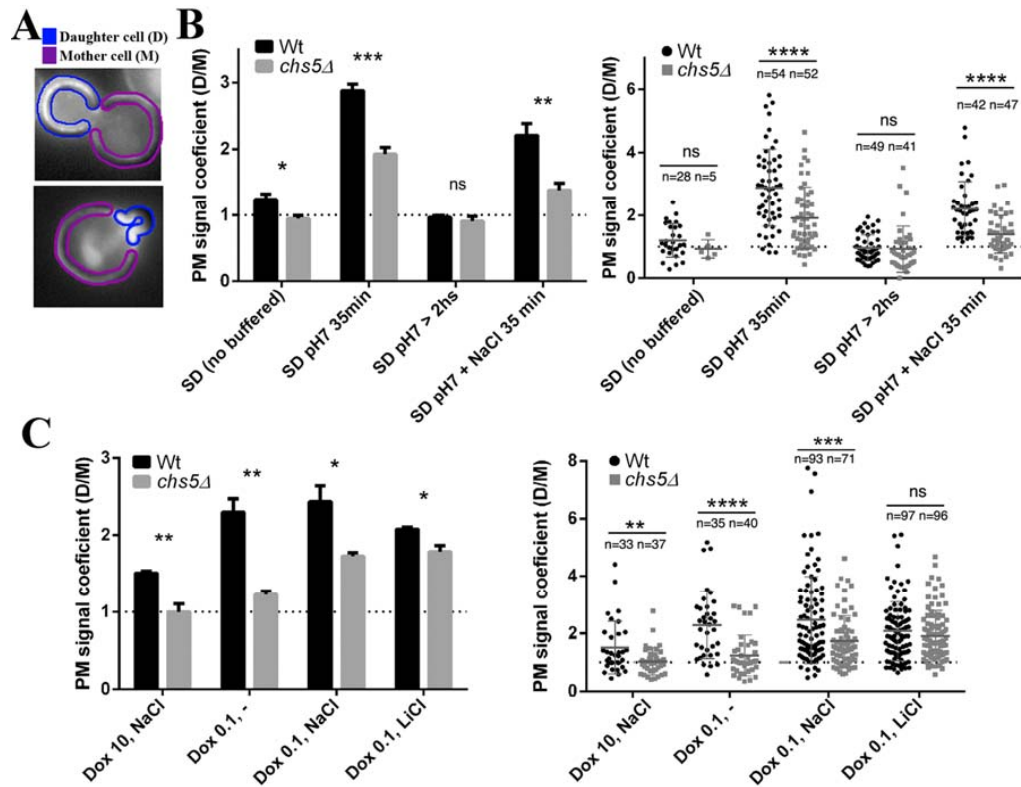 A
Daughter cell (D)
Mother cell (M)
B
PM signal coeficient (D/M)
3
2
1
0
Wt
chs5Δ
*
***
ns
**
SD (no buffered)
SD pH7 35min
SD pH7 > 2hs
SD pH7 + NaCl 35 min
PM signal coeficient (D/M)
6
4
2
0
Wt
chs5Δ
ns
n=28 n=5
****
n=54 n=52
ns
n=49 n=41
****
n=42 n=47
SD (no buffered)
SD pH7 35min
SD pH7 > 2hs
SD pH7 + NaCl 35 min
C
PM signal coeficient (D/M)
3
2
1
0
Wt
chs5Δ
**
**
*
*
Dox 10, NaCl
Dox 0.1, -
Dox 0.1, NaCl
Dox 0.1, LiCl
PM signal coeficient (D/M)
8
6
4
2
0
Wt
chs5Δ
**
n=33 n=37
****
n=35 n=40
***
n=93 n=71
ns
n=97 n=96
Dox 10, NaCl
Dox 0.1, -
Dox 0.1, NaCl
Dox 0.1, LiCl